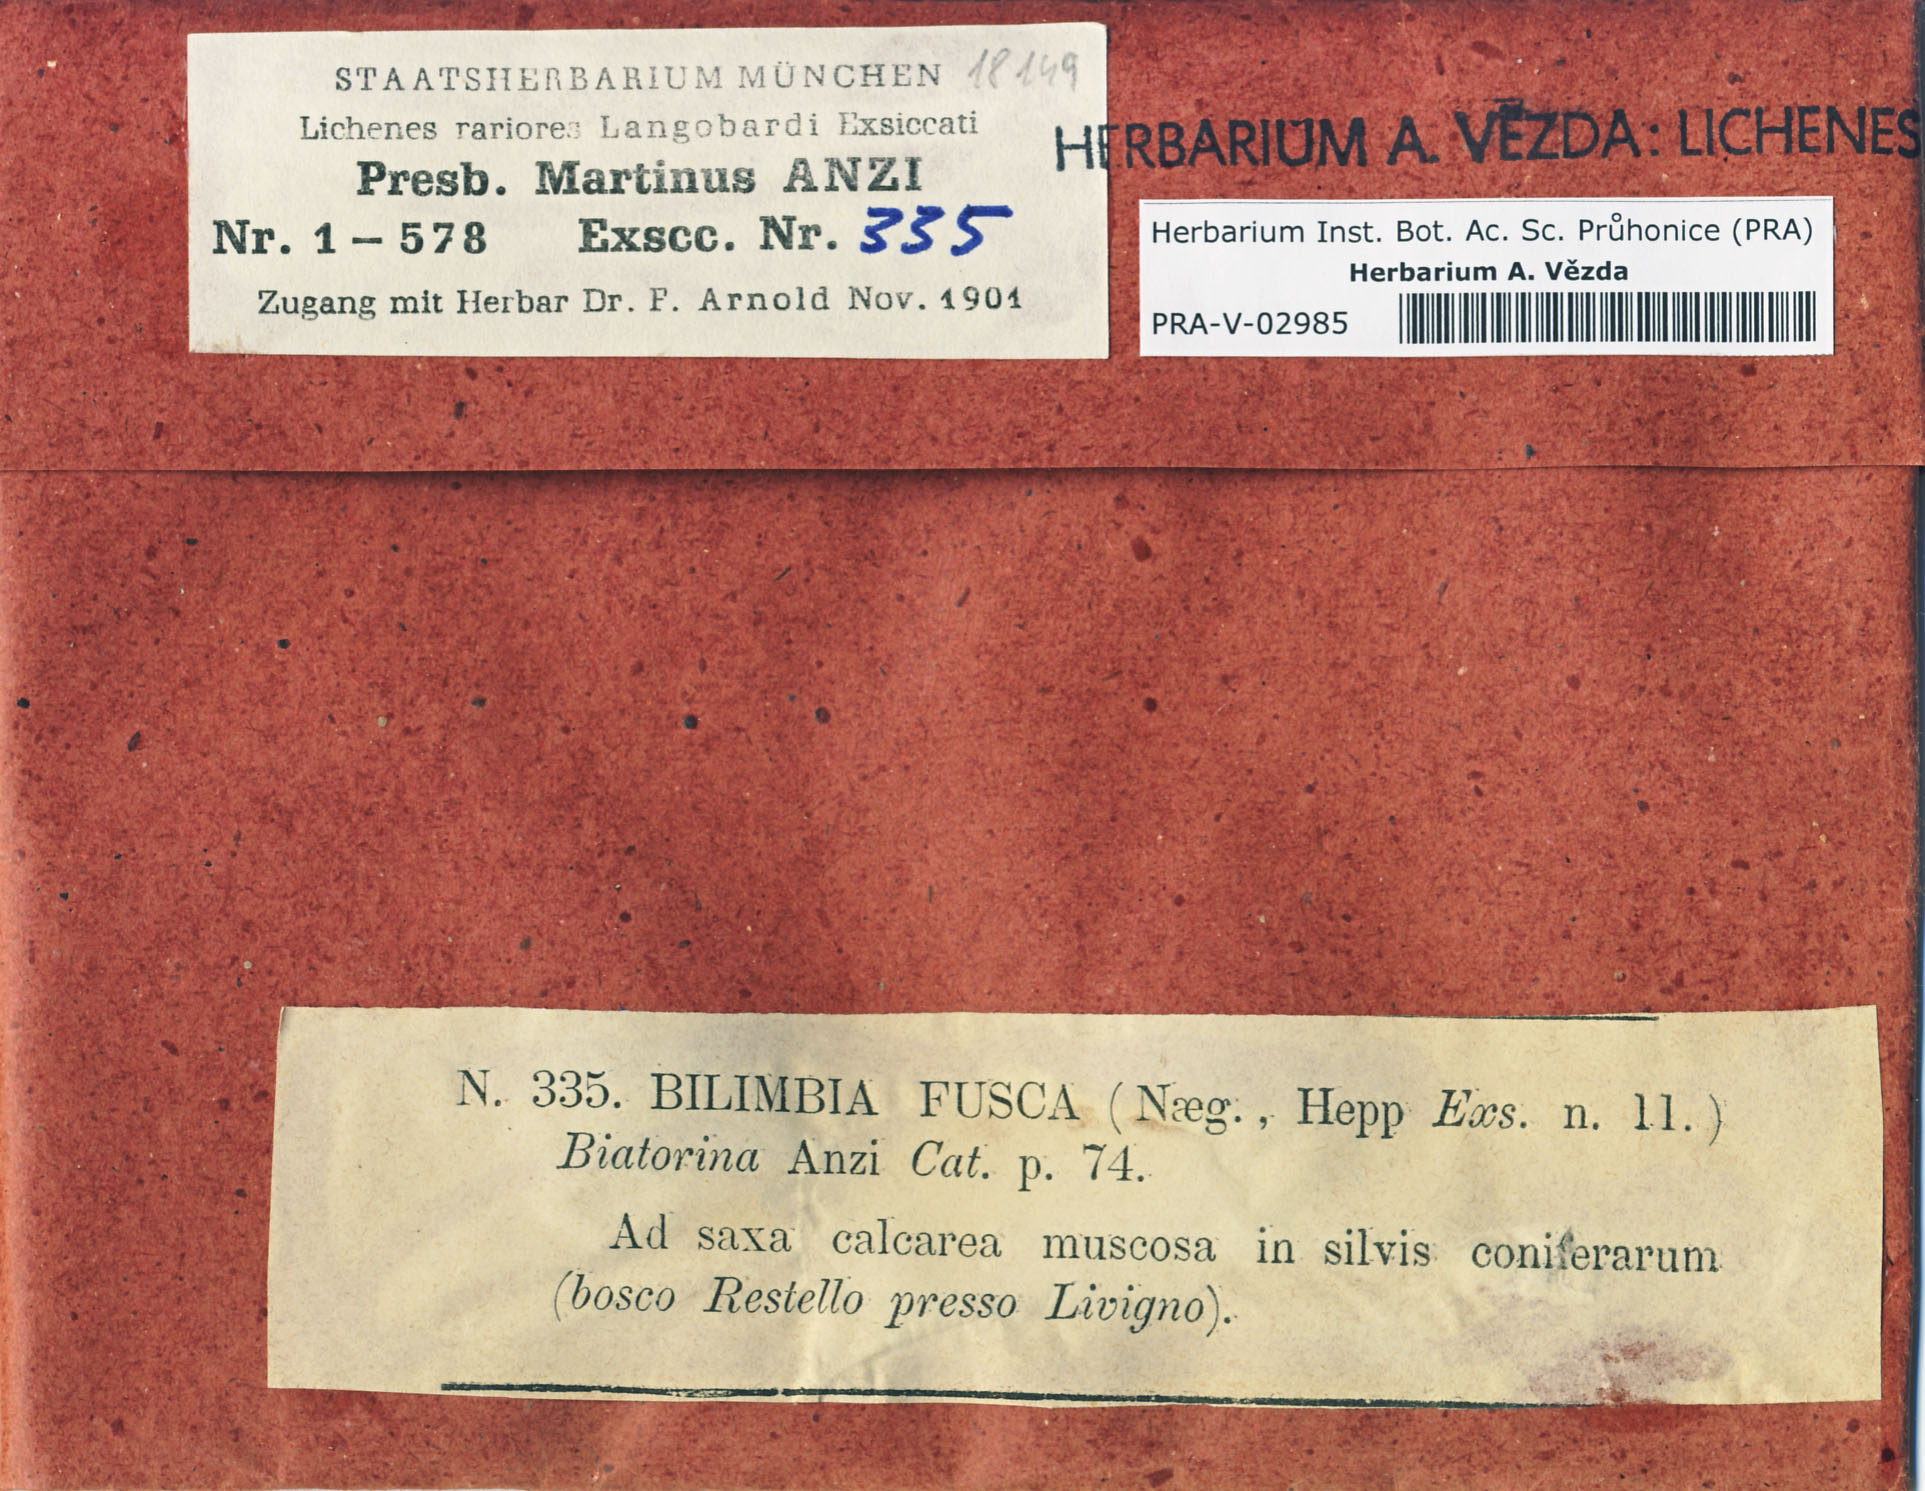 STAATSHERBARIUM MÜNCHEN 18149
Lichenes rariores Langobardi Exsiccati
Presb. Martinus ANZI
Nr. 1 – 578 Exscc. Nr. 335
Zugang mit Herbar Dr. F. Arnold Nov. 1901
HERBARIUM A. VĚZDA: LICHENES
Herbarium Inst. Bot. Ac. Sc. Průhonice (PRA)
Herbarium A. Vězda
PRA-V-02985
N. 335. BILIMBIA FUSCA (Næg., Hepp Exs. n. 11.)
Biatorina Anzi Cat. p. 74.
Ad saxa calcarea muscosa in silvis coniferarum
(bosco Restello presso Livigno).